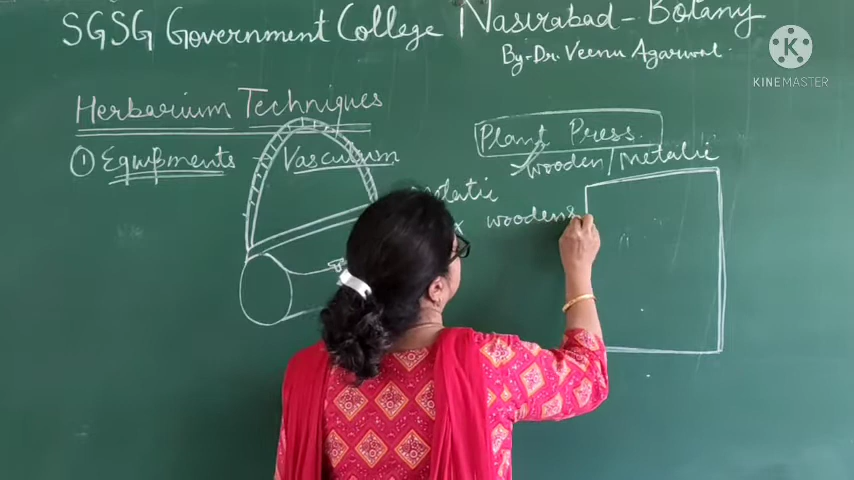 SGSG Government College Nasirabad - Botany
By:- Dr. Veenu Agarwal.
KINEMASTER
Herbarium Techniques
① Equipments - Vasculum
Plant Press
wooden/Metalic
woodens